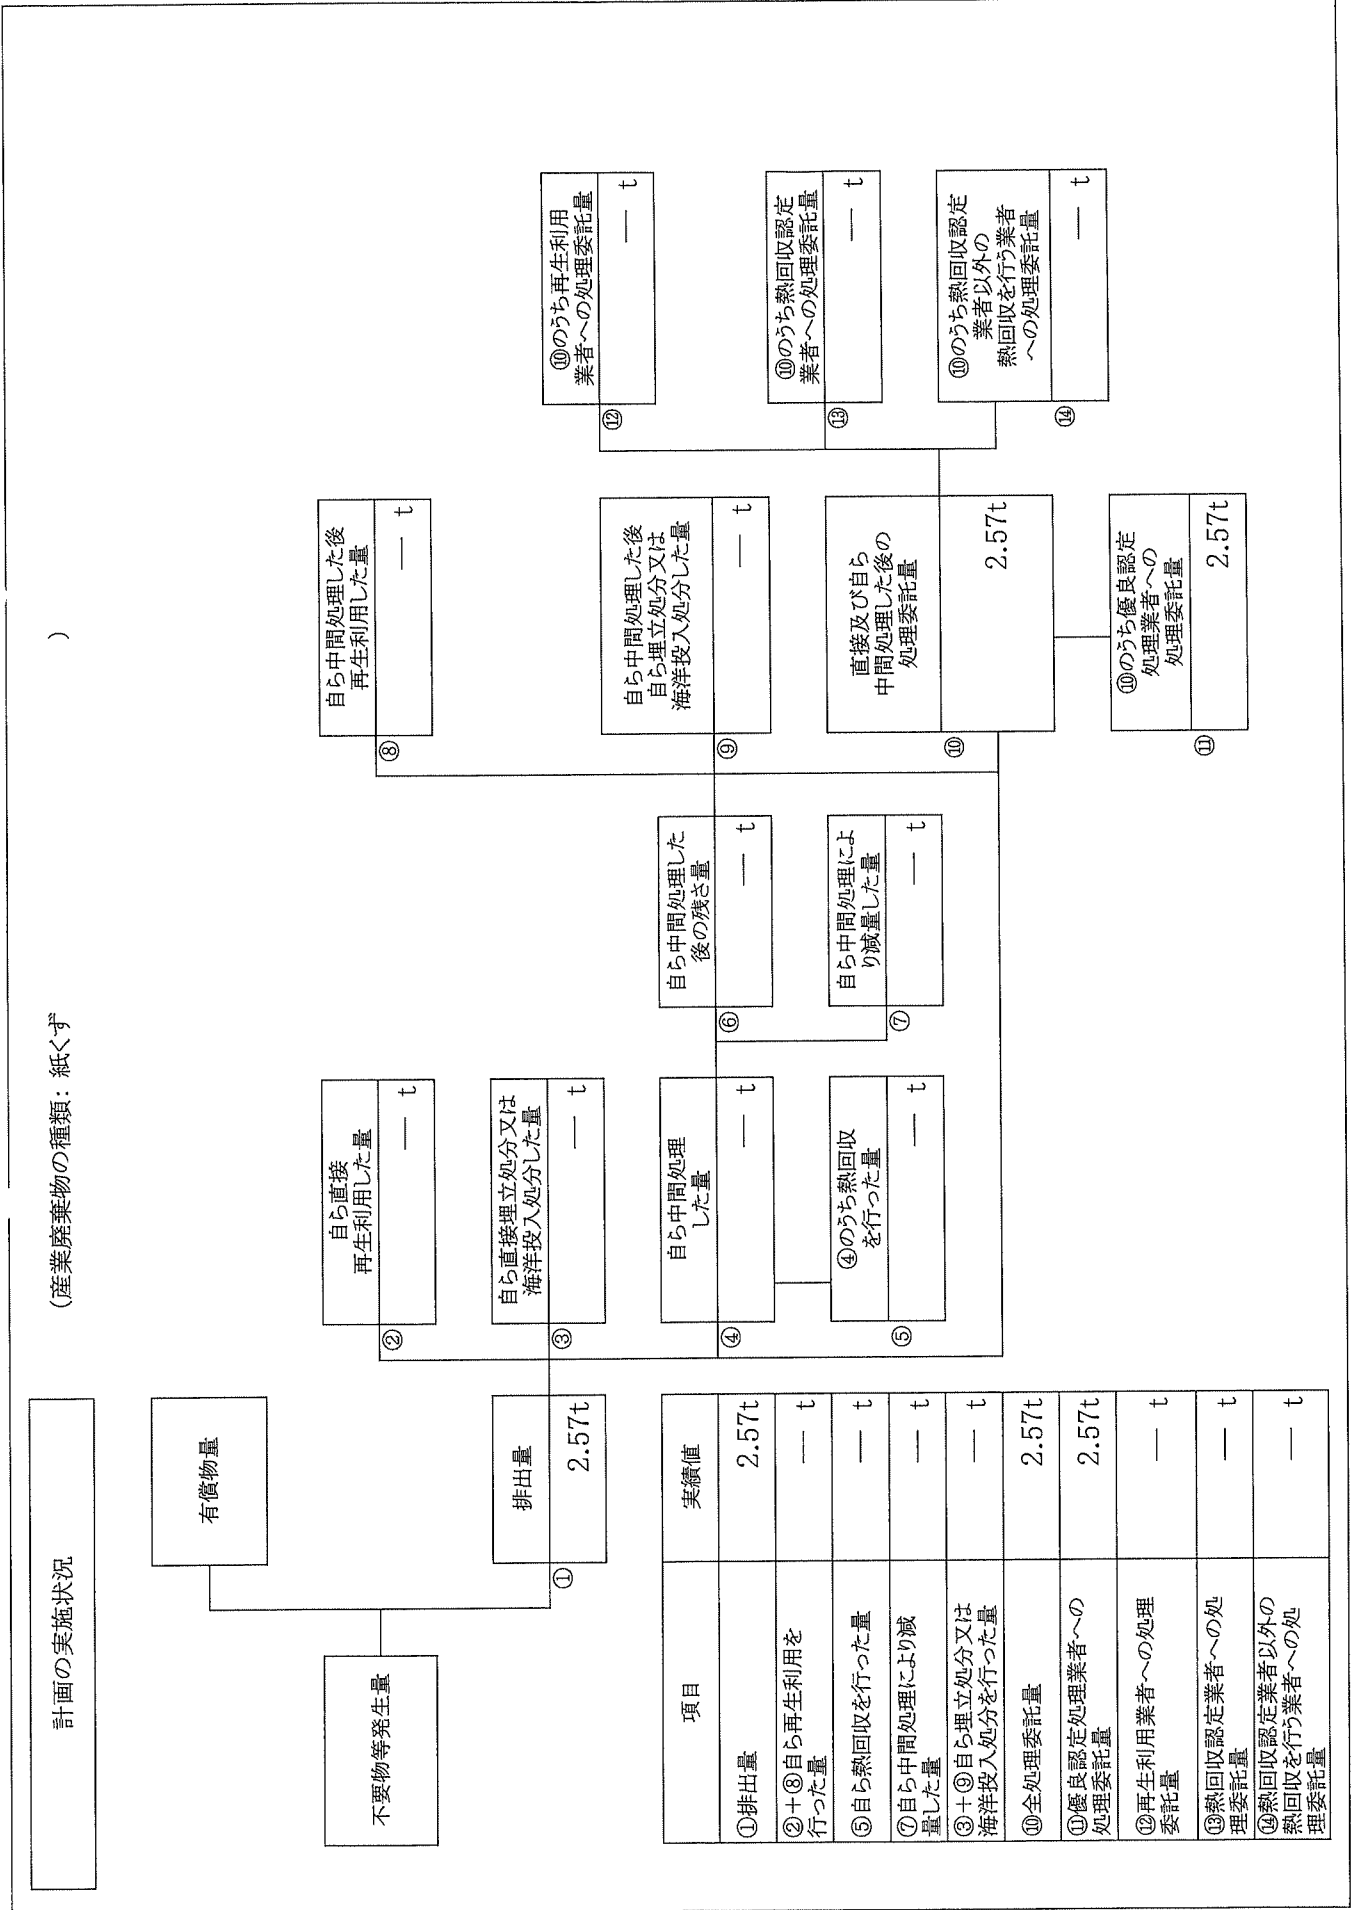 計画の実施状況
(産業廃棄物の種類：紙くず　　　)
不要物等発生量
有償物量
①
排出量
2.57t
②
自ら直接
再生利用した量
― t
③
自ら直接埋立処分又は
海洋投入処分した量
― t
④
自ら中間処理
した量
― t
⑤
④のうち熱回収
を行った量
― t
⑥
自ら中間処理した
後の残さ量
― t
⑦
自ら中間処理によ
り減量した量
― t
⑧
自ら中間処理した後
再生利用した量
― t
⑨
自ら中間処理した後
自ら埋立処分又は
海洋投入処分した量
― t
⑩
直接及び自ら
中間処理した後の
処理委託量
2.57t
⑪
⑩のうち優良認定
処理業者への
処理委託量
2.57t
⑫
⑩のうち再生利用
業者への処理委託量
― t
⑬
⑩のうち熱回収認定
業者への処理委託量
― t
⑭
⑩のうち熱回収認定
業者以外の
熱回収を行う業者
への処理委託量
― t
項目 実績値
①排出量 2.57t
②+⑧自ら再生利用を
行った量 ― t
⑤自ら熱回収を行った量 ― t
⑦自ら中間処理により減
量した量 ― t
③+⑨自ら埋立処分又は
海洋投入処分を行った量 ― t
⑩全処理委託量 2.57t
⑪優良認定処理業者への
処理委託量 2.57t
⑫再生利用業者への処理
委託量 ― t
⑬熱回収認定業者への処
理委託量 ― t
⑭熱回収認定業者以外の
熱回収を行う業者への処
理委託量 ― t